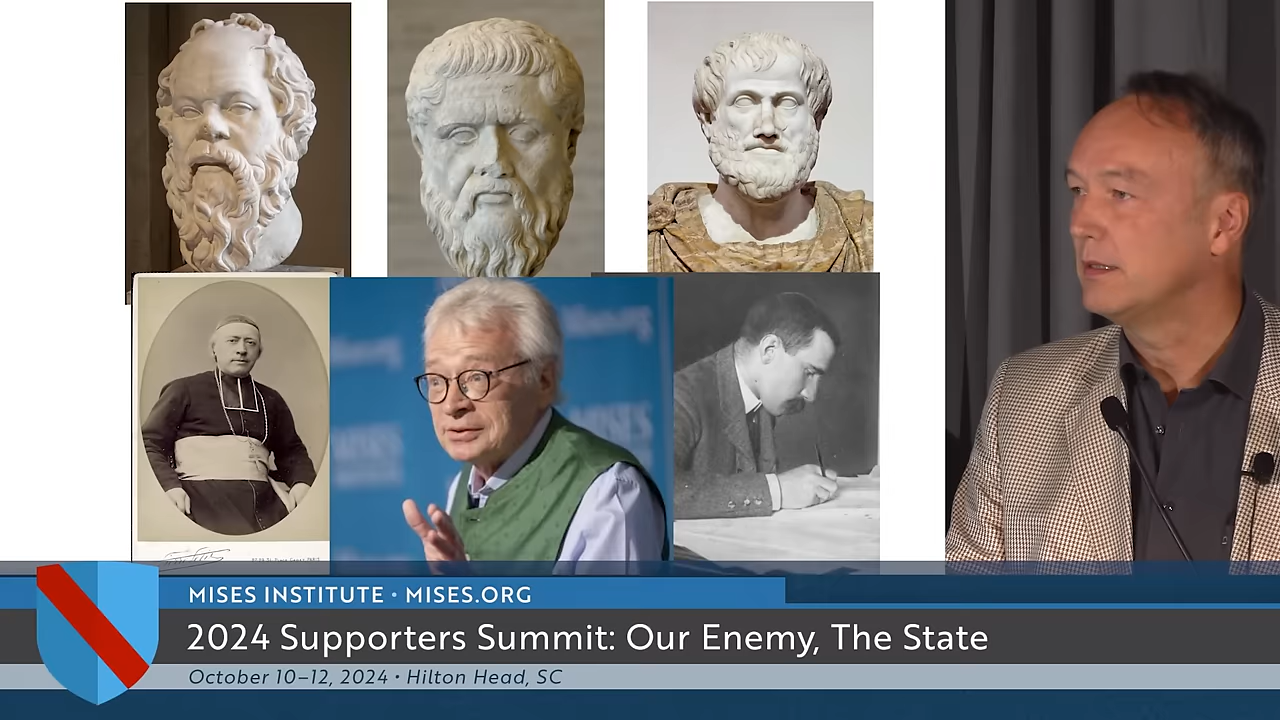 MISES INSTITUTE • MISES.ORG
2024 Supporters Summit: Our Enemy, The State
October 10–12, 2024 • Hilton Head, SC